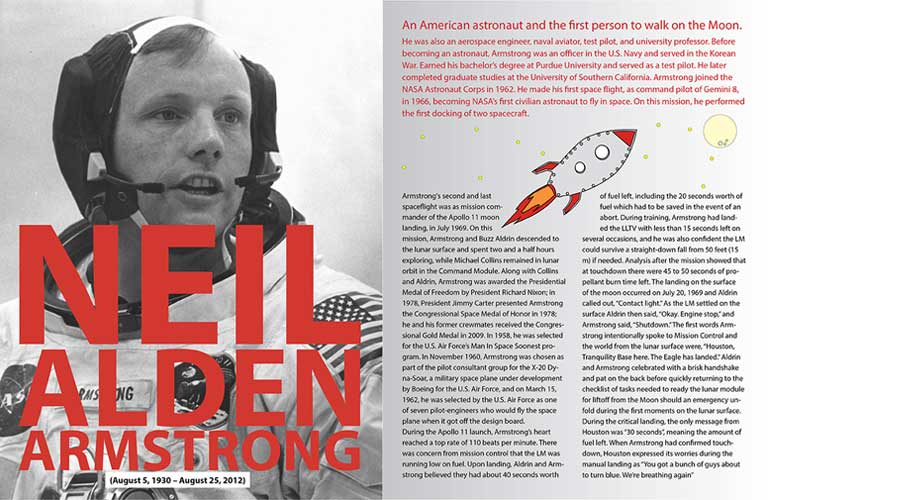 NEIL
ALDEN
ARMSTRONG
(August 5, 1930 – August 25, 2012)
ARMSTRONG
An American astronaut and the first person to walk on the Moon.
He was also an aerospace engineer, naval aviator, test pilot, and university professor. Before
becoming an astronaut, Armstrong was an officer in the U.S. Navy and served in the Korean
War. Earned his bachelor's degree at Purdue University and served as a test pilot. He later
completed graduate studies at the University of Southern California. Armstrong joined the
NASA Astronaut Corps in 1962. He made his first space flight, as command pilot of Gemini 8,
in 1966, becoming NASA's first civilian astronaut to fly in space. On this mission, he performed
the first docking of two spacecraft.
Armstrong's second and last
spaceflight was as mission com-
mander of the Apollo 11 moon
landing, in July 1969. On this
mission, Armstrong and Buzz Aldrin descended to
the lunar surface and spent two and a half hours
exploring, while Michael Collins remained in lunar
orbit in the Command Module. Along with Collins
and Aldrin, Armstrong was awarded the Presidential
Medal of Freedom by President Richard Nixon; in
1978, President Jimmy Carter presented Armstrong
the Congressional Space Medal of Honor in 1978;
he and his former crewmates received the Congres-
sional Gold Medal in 2009. In 1958, he was selected
for the U.S. Air Force's Man In Space Soonest pro-
gram. In November 1960, Armstrong was chosen as
part of the pilot consultant group for the X-20 Dy-
na-Soar, a military space plane under development
by Boeing for the U.S. Air Force, and on March 15,
1962, he was selected by the U.S. Air Force as one
of seven pilot-engineers who would fly the space
plane when it got off the design board.
During the Apollo 11 launch, Armstrong's heart
reached a top rate of 110 beats per minute. There
was concern from mission control that the LM was
running low on fuel. Upon landing, Aldrin and Arm-
strong believed they had about 40 seconds worth
of fuel left, including the 20 seconds worth of
fuel which had to be saved in the event of an
abort. During training, Armstrong had land-
ed the LLTV with less than 15 seconds left on
several occasions, and he was also confident the LM
could survive a straight-down fall from 50 feet (15
m) if needed. Analysis after the mission showed that
at touchdown there were 45 to 50 seconds of pro-
pellant burn time left. The landing on the surface
of the moon occurred on July 20, 1969 and Aldrin
called out, "Contact light." As the LM settled on the
surface Aldrin then said, "Okay. Engine stop," and
Armstrong said, "Shutdown." The first words Arm-
strong intentionally spoke to Mission Control and
the world from the lunar surface were, "Houston,
Tranquility Base here. The Eagle has landed." Aldrin
and Armstrong celebrated with a brisk handshake
and pat on the back before quickly returning to the
checklist of tasks needed to ready the lunar module
for liftoff from the Moon should an emergency un-
fold during the first moments on the lunar surface.
During the critical landing, the only message from
Houston was "30 seconds", meaning the amount of
fuel left. When Armstrong had confirmed touch-
down, Houston expressed its worries during the
manual landing as "You got a bunch of guys about
to turn blue. We're breathing again"